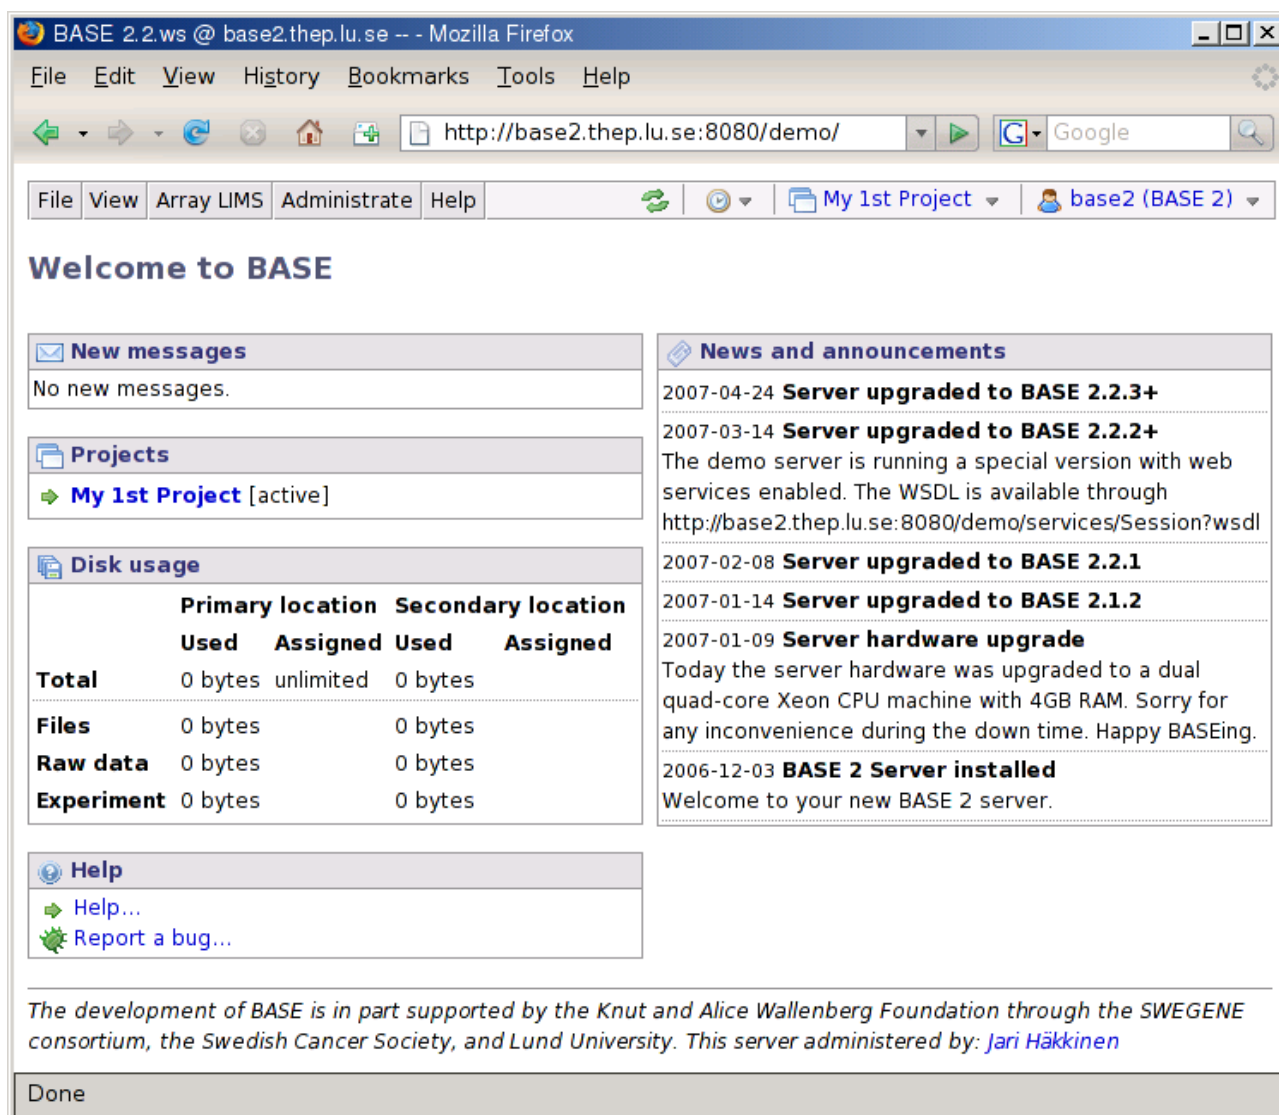 BASE 2.2.ws @ base2.thep.lu.se -- - Mozilla Firefox
File Edit View History Bookmarks Tools Help
http://base2.thep.lu.se:8080/demo/ G Google
File View Array LIMS Administrate Help My 1st Project base2 (BASE 2)
Welcome to BASE
New messages
No new messages.
Projects
My 1st Project [active]
Disk usage
Primary location Secondary location
Used Assigned Used Assigned
Total 0 bytes unlimited 0 bytes
Files 0 bytes 0 bytes
Raw data 0 bytes 0 bytes
Experiment 0 bytes 0 bytes
Help
Help...
Report a bug...
News and announcements
2007-04-24 Server upgraded to BASE 2.2.3+
2007-03-14 Server upgraded to BASE 2.2.2+
The demo server is running a special version with web
services enabled. The WSDL is available through
http://base2.thep.lu.se:8080/demo/services/Session?wsdl
2007-02-08 Server upgraded to BASE 2.2.1
2007-01-14 Server upgraded to BASE 2.1.2
2007-01-09 Server hardware upgrade
Today the server hardware was upgraded to a dual
quad-core Xeon CPU machine with 4GB RAM. Sorry for
any inconvenience during the down time. Happy BASEing.
2006-12-03 BASE 2 Server installed
Welcome to your new BASE 2 server.
The development of BASE is in part supported by the Knut and Alice Wallenberg Foundation through the SWEGENE
consortium, the Swedish Cancer Society, and Lund University. This server administered by: Jari Häkkinen
Done